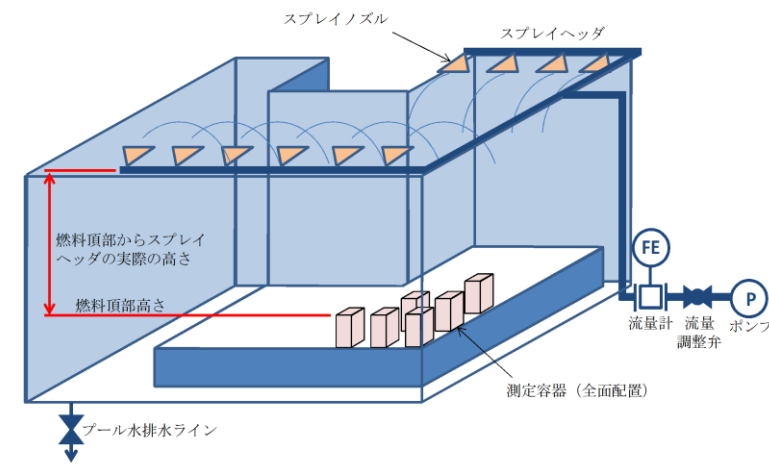 スプレイノズル
スプレイヘッダ
燃料頂部からスプレイ
ヘッダの実際の高さ
燃料頂部高さ
FE
P
流量計
流量
調整弁
ポンプ
測定容器（全面配置）
プール水排水ライン